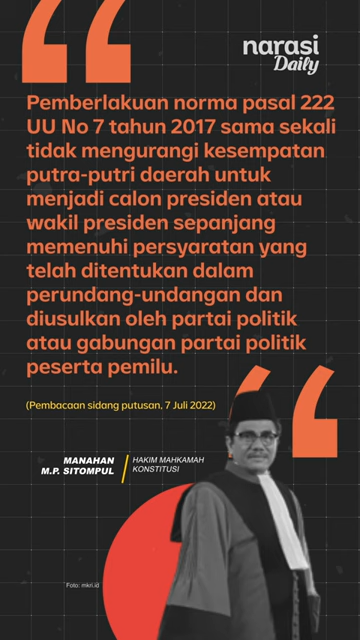 narasi
Daily
Pemberlakuan norma pasal 222
UU No 7 tahun 2017 sama sekali
tidak mengurangi kesempatan
putra-putri daerah untuk
menjadi calon presiden atau
wakil presiden sepanjang
memenuhi persyaratan yang
telah ditentukan dalam
perundang-undangan dan
diusulkan oleh partai politik
atau gabungan partai politik
peserta pemilu.
(Pembacaan sidang putusan, 7 Juli 2022)
MANAHAN
M.P. SITOMPUL
HAKIM MAHKAMAH
KONSTITUSI
Foto: mkri.id